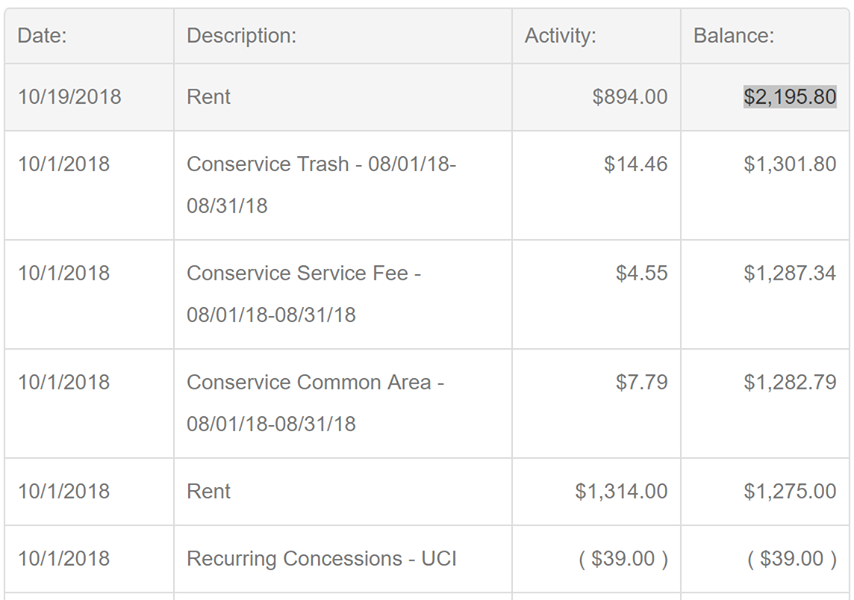 Date: Description: Activity: Balance:
10/19/2018 Rent $894.00 $2,195.80
10/1/2018 Conservice Trash - 08/01/18- $14.46 $1,301.80
08/31/18
10/1/2018 Conservice Service Fee - $4.55 $1,287.34
08/01/18-08/31/18
10/1/2018 Conservice Common Area - $7.79 $1,282.79
08/01/18-08/31/18
10/1/2018 Rent $1,314.00 $1,275.00
10/1/2018 Recurring Concessions - UCI ( $39.00 ) ( $39.00 )